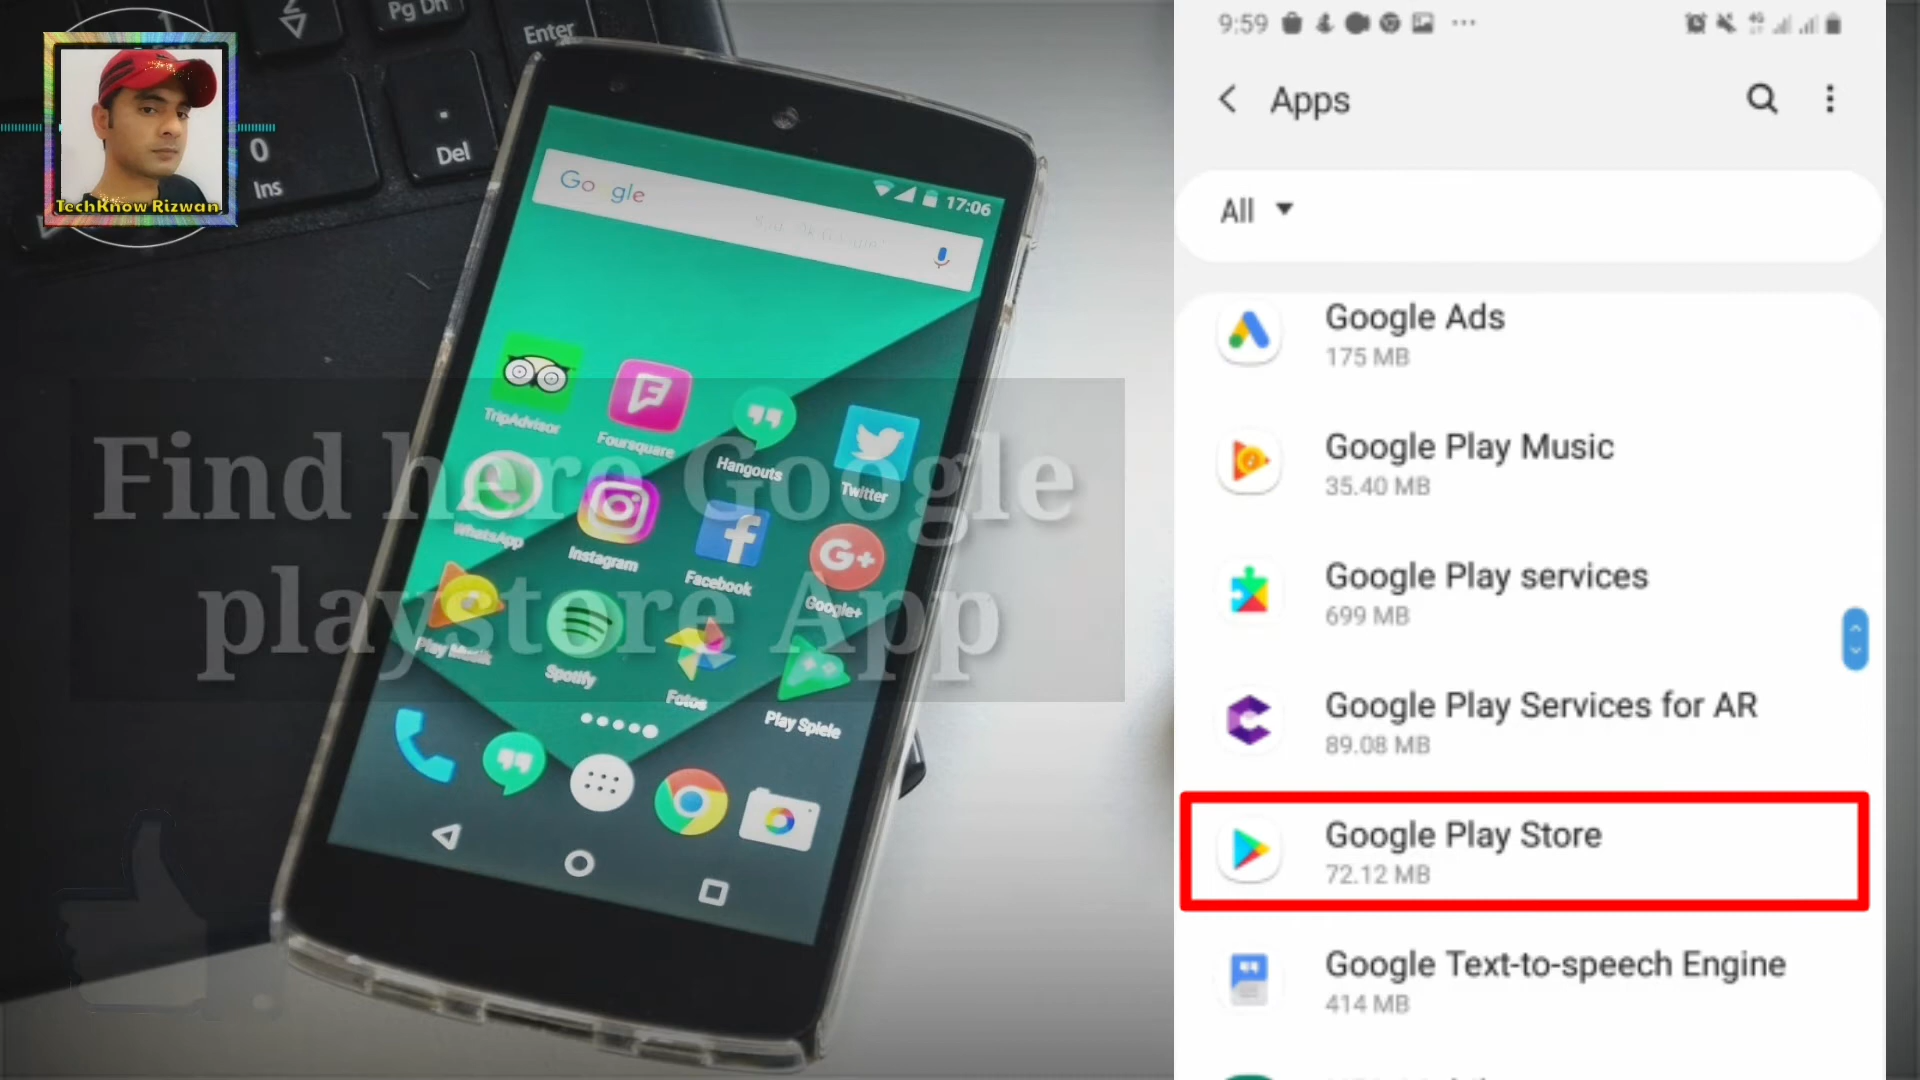 Pg Dn
Enter
0
Ins
Del
TechKnow Rizwan
Google
17:06
TripAdvisor
Foursquare
Hangouts
Twitter
WhatsApp
Instagram
Facebook
Google+
Play Musik
Spotify
Fotos
Play Spiele
Find here Google
playstore App
9:59
Apps
All
Google Ads
175 MB
Google Play Music
35.40 MB
Google Play services
699 MB
Google Play Services for AR
89.08 MB
Google Play Store
72.12 MB
Google Text-to-speech Engine
414 MB